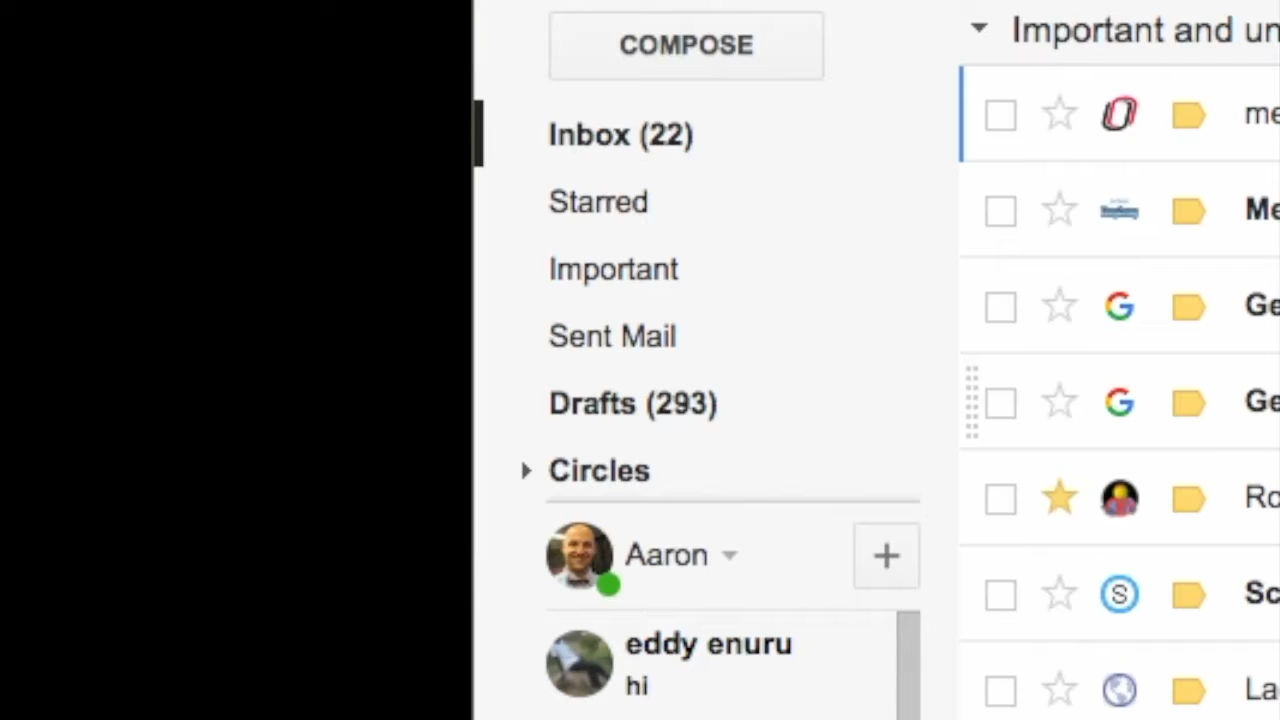 COMPOSE
Inbox (22)
Starred
Important
Sent Mail
Drafts (293)
Circles
Aaron
+
eddy enuru
hi
Important and un
me
Me
G
Ge
G
Ge
Ro
S
Sc
La